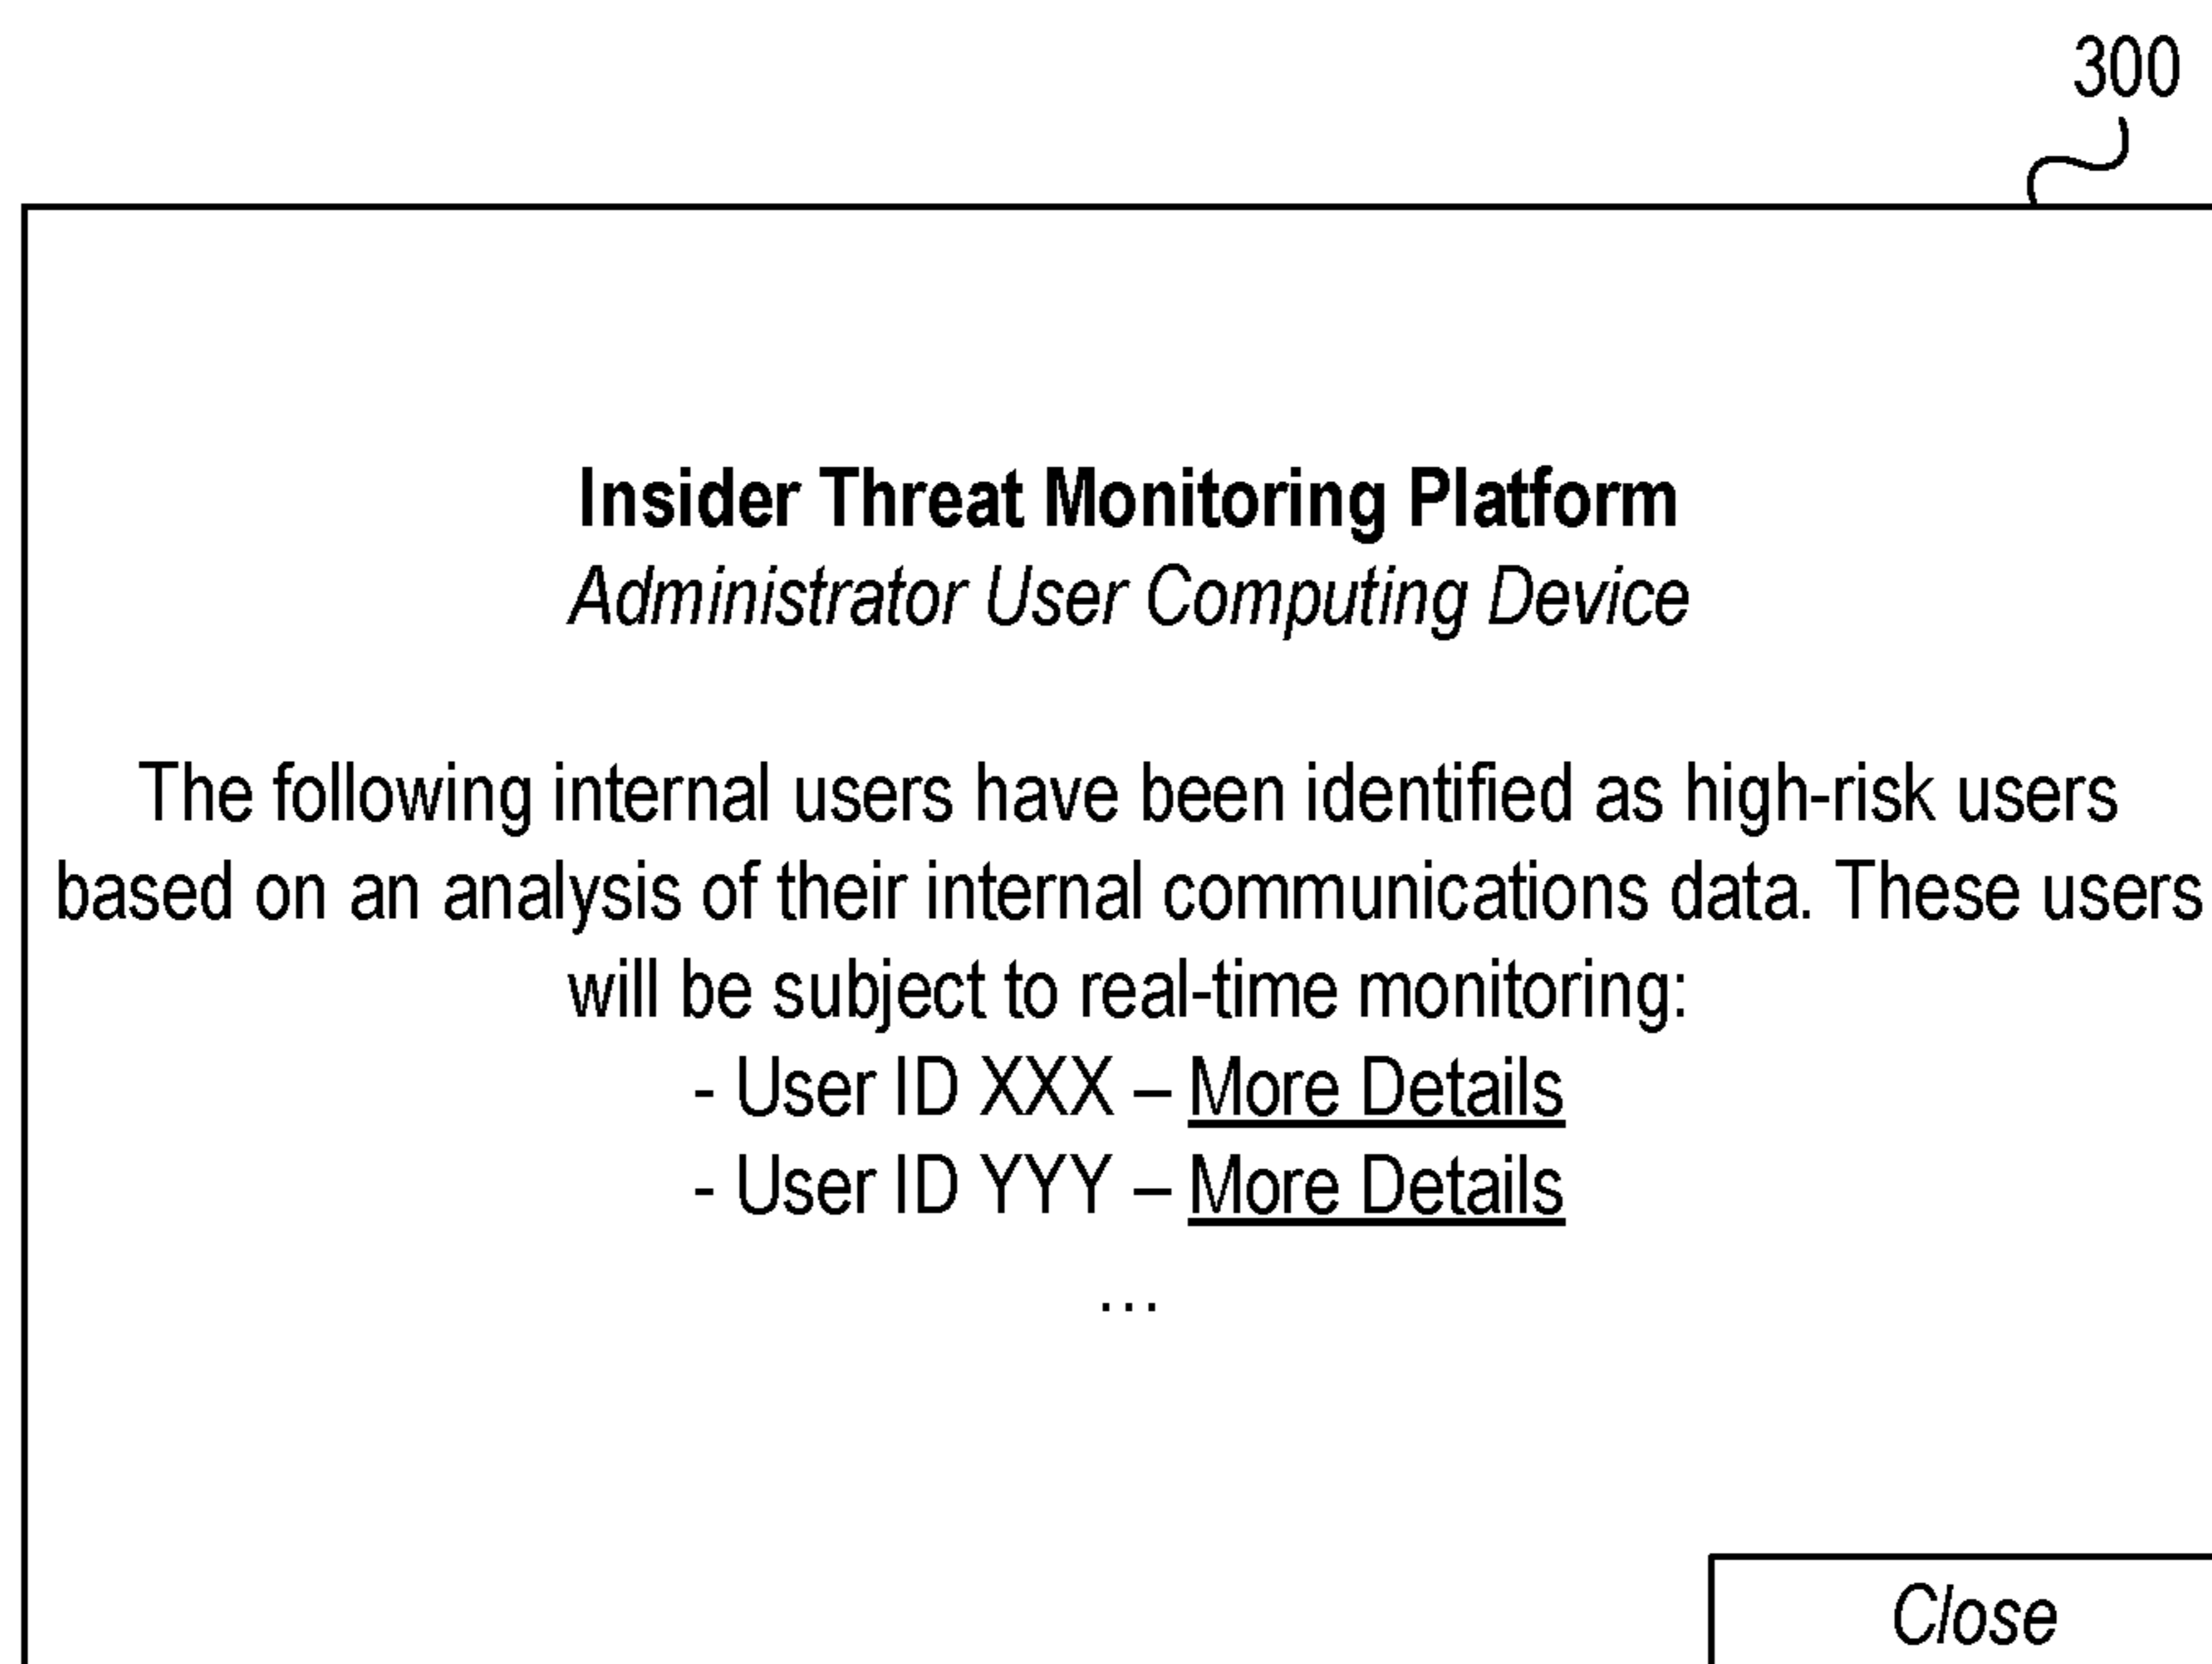 300
Insider Threat Monitoring Platform
Administrator User Computing Device
The following internal users have been identified as high-risk users
based on an analysis of their internal communications data. These users
will be subject to real-time monitoring:
- User ID XXX – More Details
- User ID YYY – More Details
...
Close